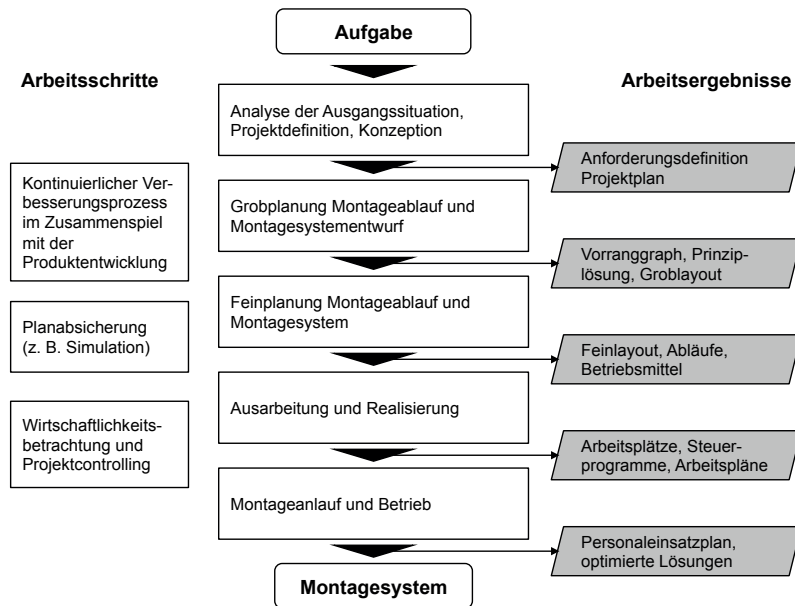 Aufgabe
Arbeitsschritte
Arbeitsergebnisse
Analyse der Ausgangssituation,
Projektdefinition, Konzeption
Anforderungsdefinition
Projektplan
Kontinuierlicher Ver-
besserungsprozess
im Zusammenspiel
mit der
Produktentwicklung
Grobplanung Montageablauf und
Montagesystementwurf
Vorranggraph, Prinzip-
lösung, Groblayout
Feinplanung Montageablauf und
Montagesystem
Planabsicherung
(z. B. Simulation)
Feinlayout, Abläufe,
Betriebsmittel
Ausarbeitung und Realisierung
Wirtschaftlichkeits-
betrachtung und
Projektcontrolling
Arbeitsplätze, Steuer-
programme, Arbeitspläne
Montageanlauf und Betrieb
Personaleinsatzplan,
optimierte Lösungen
Montagesystem